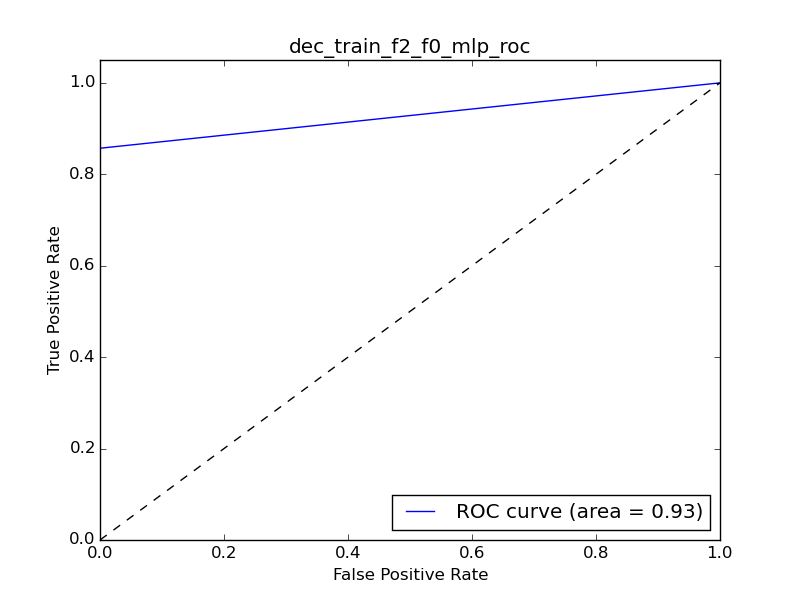 dec_train_f2_f0_mlp_roc
1.0
0.8
0.6
0.4
0.2
0.0
True Positive Rate
ROC curve (area = 0.93)
0.0 0.2 0.4 0.6 0.8 1.0
False Positive Rate